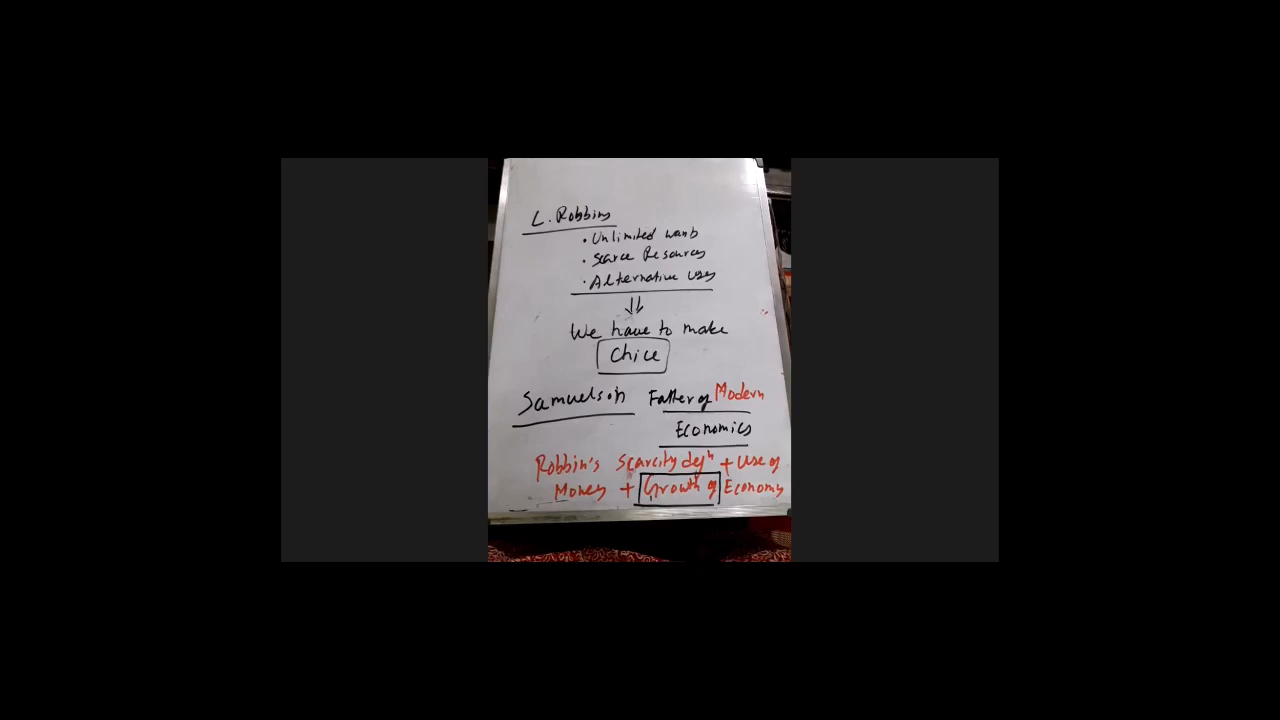 L. Robbins
• Unlimited wants
• Scarce Resources
• Alternative uses
⇓
We have to make
Chice
Samuelson Father of Modern
Economics
Robbin's Scarcity defⁿ + Use of
Money + Growth of Economy